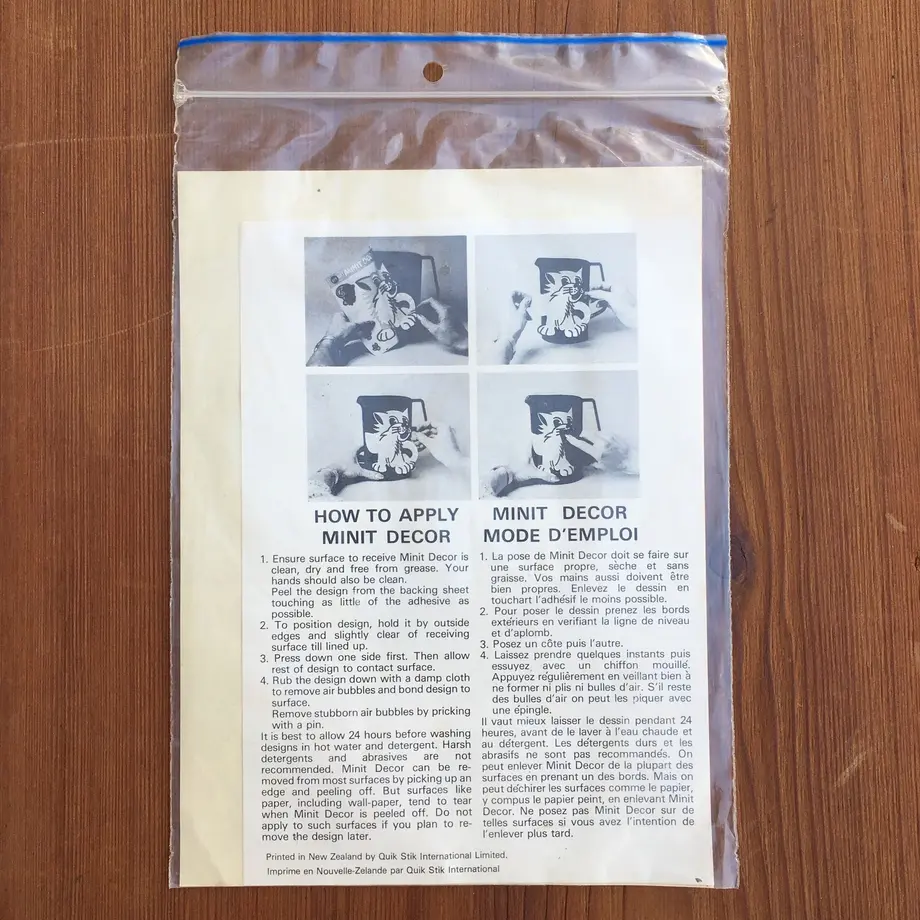 HOW TO APPLY
MINIT DECOR
1. Ensure surface to receive Minit Decor is
clean, dry and free from grease. Your
hands should also be clean.
Peel the design from the backing sheet
touching as little of the adhesive as
possible.
2. To position design, hold it by outside
edges and slightly clear of receiving
surface till lined up.
3. Press down one side first. Then allow
rest of design to contact surface.
4. Rub the design down with a damp cloth
to remove air bubbles and bond design to
surface.
Remove stubborn air bubbles by pricking
with a pin.
It is best to allow 24 hours before washing
designs in hot water and detergent. Harsh
detergents and abrasives are not
recommended. Minit Decor can be re-
moved from most surfaces by picking up an
edge and peeling off. But surfaces like
paper, including wall-paper, tend to tear
when Minit Decor is peeled off. Do not
apply to such surfaces if you plan to re-
move the design later.
MINIT DECOR
MODE D'EMPLOI
1. La pose de Minit Decor doit se faire sur
une surface propre, sèche et sans
graisse. Vos mains aussi doivent être
bien propres. Enlevez le dessin en
touchart l'adhésif le moins possible.
2. Pour poser le dessin prenez les bords
extérieurs en verifiant la ligne de niveau
et d'aplomb.
3. Posez un côte puis l'autre.
4. Laissez prendre quelques instants puis
essuyez avec un chiffon mouillé.
Appuyez régulièrement en veillant bien à
ne former ni plis ni bulles d'air. S'il reste
des bulles d'air on peut les piquer avec
une épingle.
Il vaut mieux laisser le dessin pendant 24
heures, avant de le laver à l'eau chaude et
au détergent. Les détergents durs et les
abrasifs ne sont pas recommandés. On
peut enlever Minit Decor de la plupart des
surfaces en prenant un des bords. Mais on
peut déchirer les surfaces comme le papier,
y compus le papier peint, en enlevant Minit
Decor. Ne posez pas Minit Decor sur de
telles surfaces si vous avez l'intention de
l'enlever plus tard.
Printed in New Zealand by Quik Stik International Limited.
Imprime en Nouvelle-Zelande par Quik Stik International